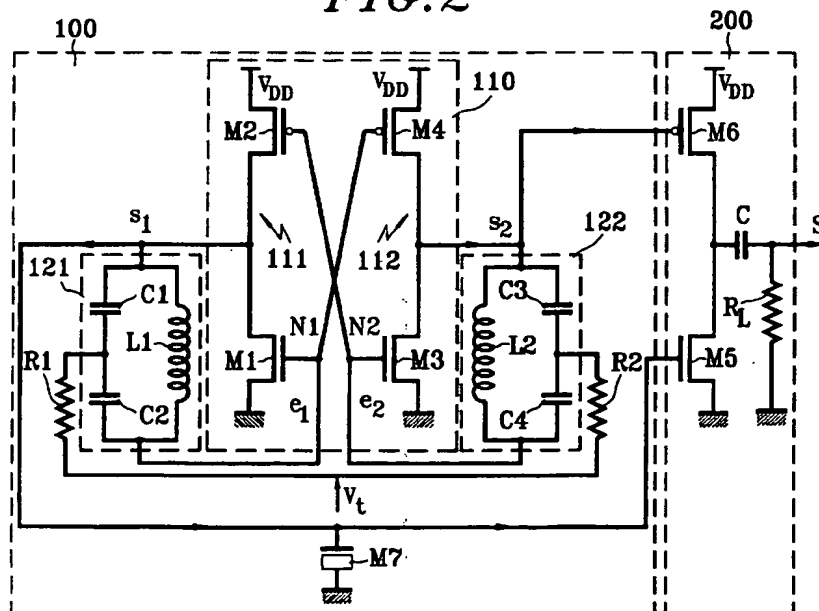 FIG. 2
100
200
V_DD
V_DD
110
V_DD
M2
M4
M6
s_1
s_2
122
C
S
121
111
112
C1
C3
L1
N1
N2
L2
R_L
R1
M1
M3
M5
R2
C2
e_1
e_2
C4
V_t
M7